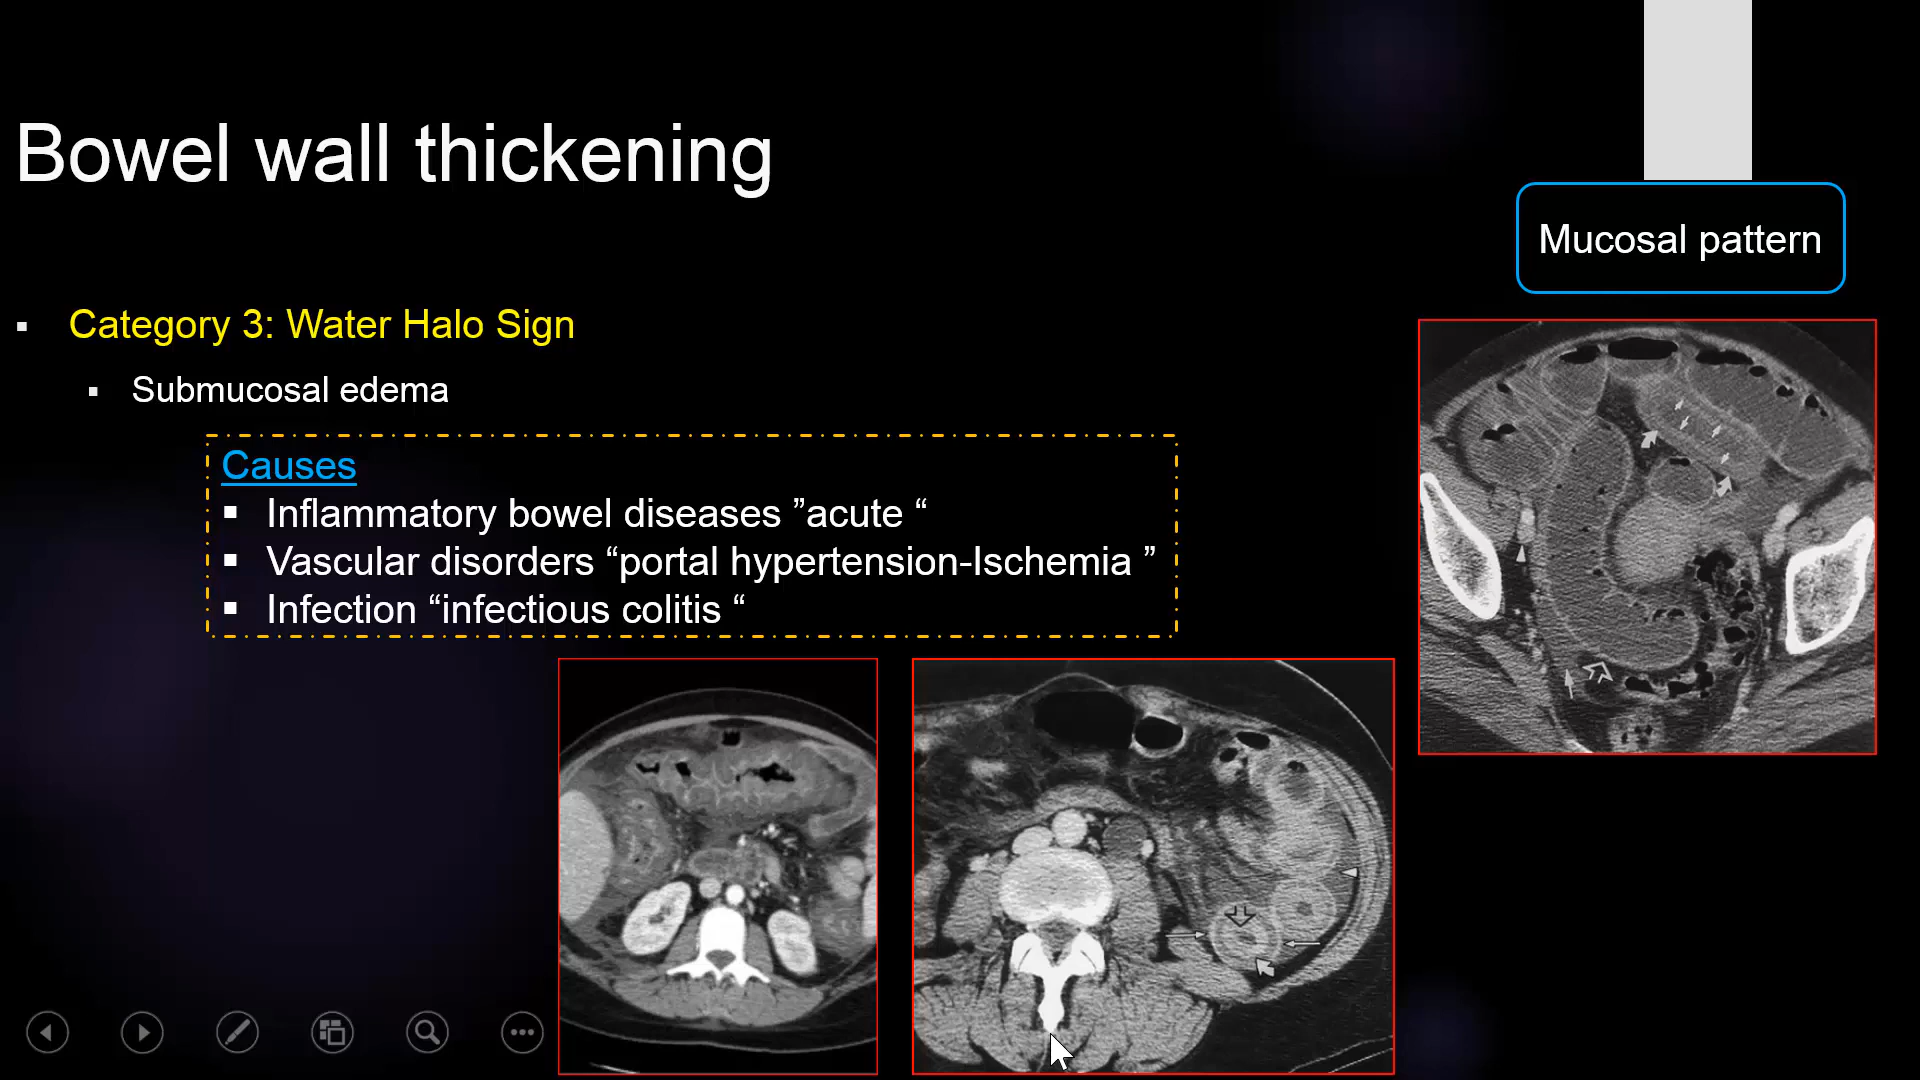 Bowel wall thickening
Mucosal pattern
▪ Category 3: Water Halo Sign
▪ Submucosal edema
Causes
▪ Inflammatory bowel diseases ”acute “
▪ Vascular disorders “portal hypertension-Ischemia ”
▪ Infection “infectious colitis “